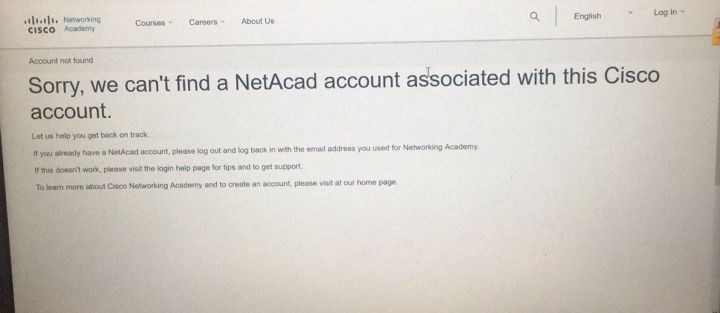 Networking
CISCO Academy
Courses
Careers
About Us
English
Log In
Account not found
Sorry, we can't find a NetAcad account associated with this Cisco
account.
Let us help you get back on track.
If you already have a NetAcad account, please log out and log back in with the email address you used for Networking Academy.
If this doesn't work, please visit the login help page for tips and to get support.
To learn more about Cisco Networking Academy and to create an account, please visit at our home page.